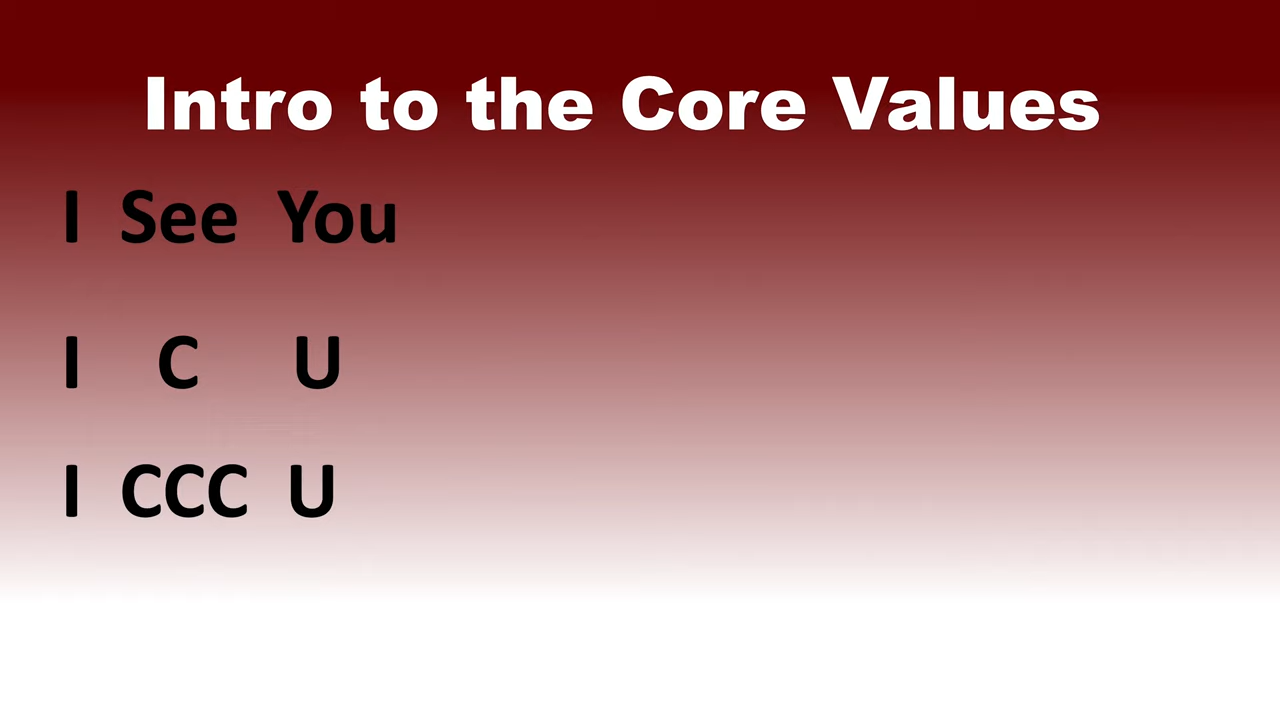 Intro to the Core Values
I See You
I C U
I CCC U